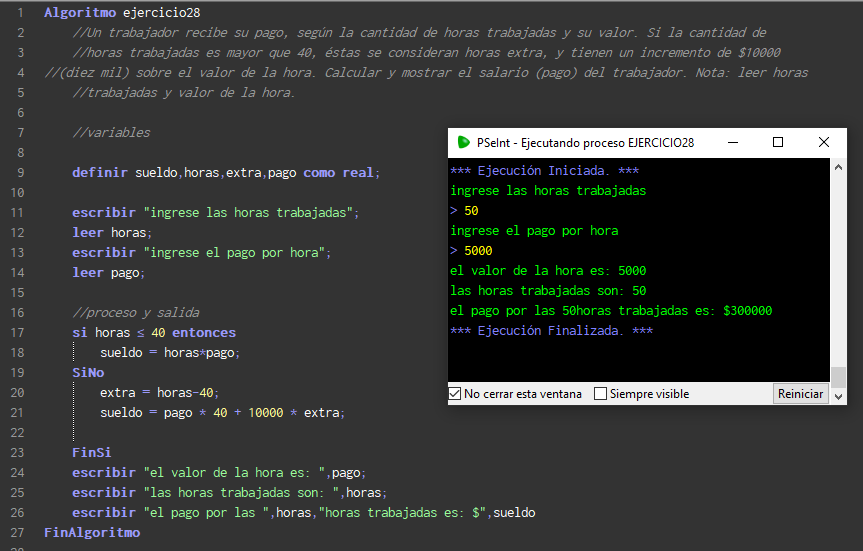 1 Algoritmo ejercicio28
2 //Un trabajador recibe su pago, según la cantidad de horas trabajadas y su valor. Si la cantidad de
3 //horas trabajadas es mayor que 40, éstas se consideran horas extra, y tienen un incremento de $10000
4 //(diez mil) sobre el valor de la hora. Calcular y mostrar el salario (pago) del trabajador. Nota: leer horas
5 //trabajadas y valor de la hora.
6
7 //variables
8
9 definir sueldo,horas,extra,pago como real;
10
11 escribir "ingrese las horas trabajadas";
12 leer horas;
13 escribir "ingrese el pago por hora";
14 leer pago;
15
16 //proceso y salida
17 si horas ≤ 40 entonces
18 sueldo = horas*pago;
19 SiNo
20 extra = horas-40;
21 sueldo = pago * 40 + 10000 * extra;
22
23 FinSi
24 escribir "el valor de la hora es: ",pago;
25 escribir "las horas trabajadas son: ",horas;
26 escribir "el pago por las ",horas,"horas trabajadas es: $",sueldo
27 FinAlgoritmo
28
PSeInt - Ejecutando proceso EJERCICIO28
*** Ejecución Iniciada. ***
ingrese las horas trabajadas
> 50
ingrese el pago por hora
> 5000
el valor de la hora es: 5000
las horas trabajadas son: 50
el pago por las 50horas trabajadas es: $300000
*** Ejecución Finalizada. ***
No cerrar esta ventana Siempre visible Reiniciar